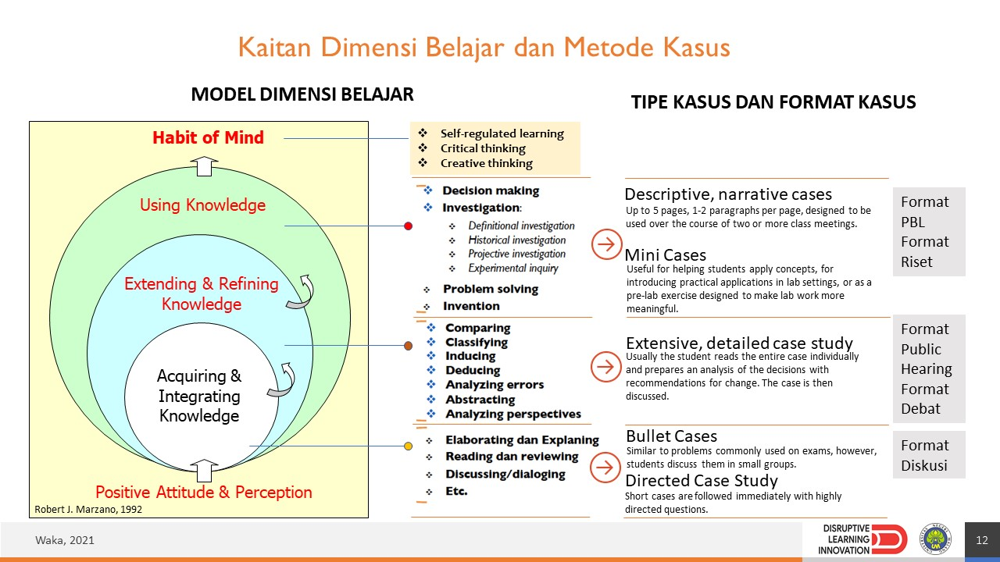 Kaitan Dimensi Belajar dan Metode Kasus
MODEL DIMENSI BELAJAR
TIPE KASUS DAN FORMAT KASUS
Habit of Mind
Using Knowledge
Extending & Refining
Knowledge
Acquiring &
Integrating
Knowledge
Positive Attitude & Perception
Robert J. Marzano, 1992
Self-regulated learning
Critical thinking
Creative thinking
Decision making
Investigation:
Definitional investigation
Historical investigation
Projective investigation
Experimental inquiry
Problem solving
Invention
Comparing
Classifying
Inducing
Deducing
Analyzing errors
Abstracting
Analyzing perspectives
Elaborating dan Explaning
Reading dan reviewing
Discussing/dialoging
Etc.
Descriptive, narrative cases
Up to 5 pages, 1-2 paragraphs per page, designed to be
used over the course of two or more class meetings.
Mini Cases
Useful for helping students apply concepts, for
introducing practical applications in lab settings, or as a
pre-lab exercise designed to make lab work more
meaningful.
Extensive, detailed case study
Usually the student reads the entire case individually
and prepares an analysis of the decisions with
recommendations for change. The case is then
discussed.
Bullet Cases
Similar to problems commonly used on exams, however,
students discuss them in small groups.
Directed Case Study
Short cases are followed immediately with highly
directed questions.
Format
PBL
Format
Riset
Format
Public
Hearing
Format
Debat
Format
Diskusi
Waka, 2021
DISRUPTIVE
LEARNING
INNOVATION
12